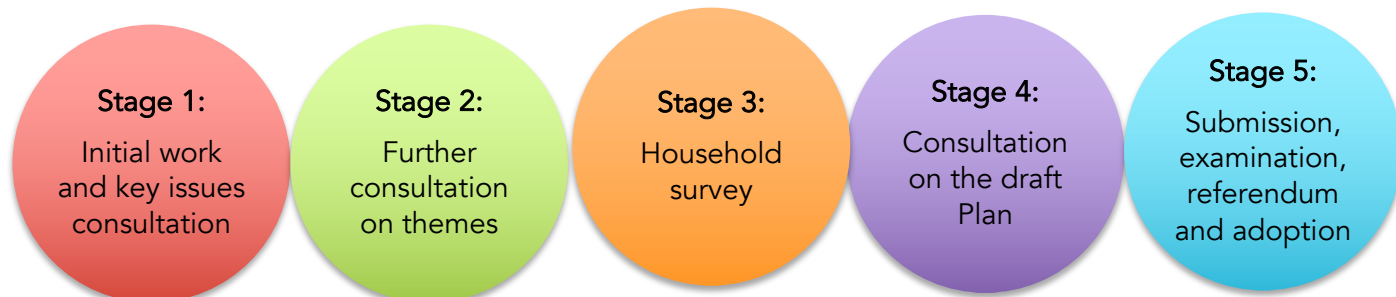 Stage 1:
Initial work
and key issues
consultation
Stage 2:
Further
consultation
on themes
Stage 3:
Household
survey
Stage 4:
Consultation
on the draft
Plan
Stage 5:
Submission,
examination,
referendum
and adoption